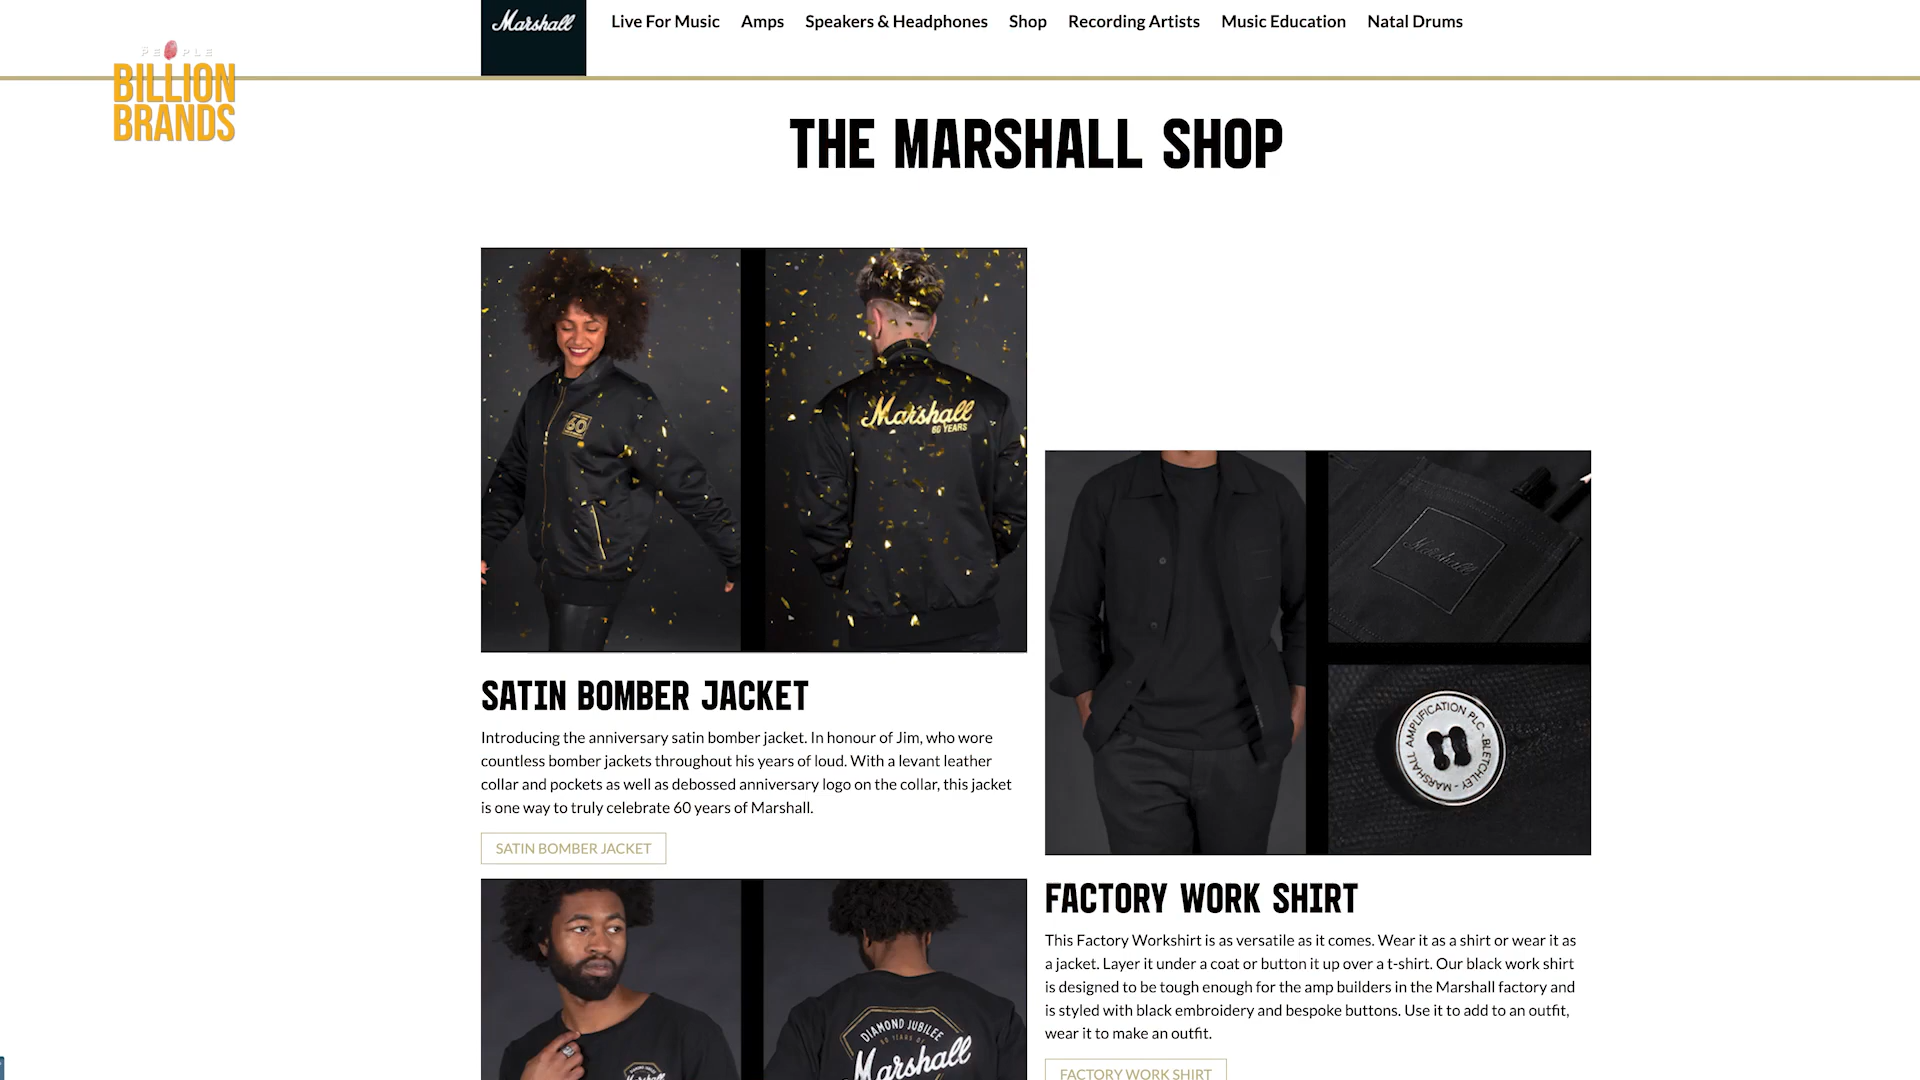 Marshall
Live For Music
Amps
Speakers & Headphones
Shop
Recording Artists
Music Education
Natal Drums
PEOPLE
BILLION
BRANDS
THE MARSHALL SHOP
60
Marshall
60 YEARS
Marshall
MARSHALL AMPLIFICATION PLC - BLETCHLEY -
SATIN BOMBER JACKET
Introducing the anniversary satin bomber jacket. In honour of Jim, who wore
countless bomber jackets throughout his years of loud. With a levant leather
collar and pockets as well as debossed anniversary logo on the collar, this jacket
is one way to truly celebrate 60 years of Marshall.
SATIN BOMBER JACKET
DIAMOND JUBILEE
60 YEARS OF
Marshall
Marshall
FACTORY WORK SHIRT
This Factory Workshirt is as versatile as it comes. Wear it as a shirt or wear it as
a jacket. Layer it under a coat or button it up over a t-shirt. Our black work shirt
is designed to be tough enough for the amp builders in the Marshall factory and
is styled with black embroidery and bespoke buttons. Use it to add to an outfit,
wear it to make an outfit.
FACTORY WORK SHIRT